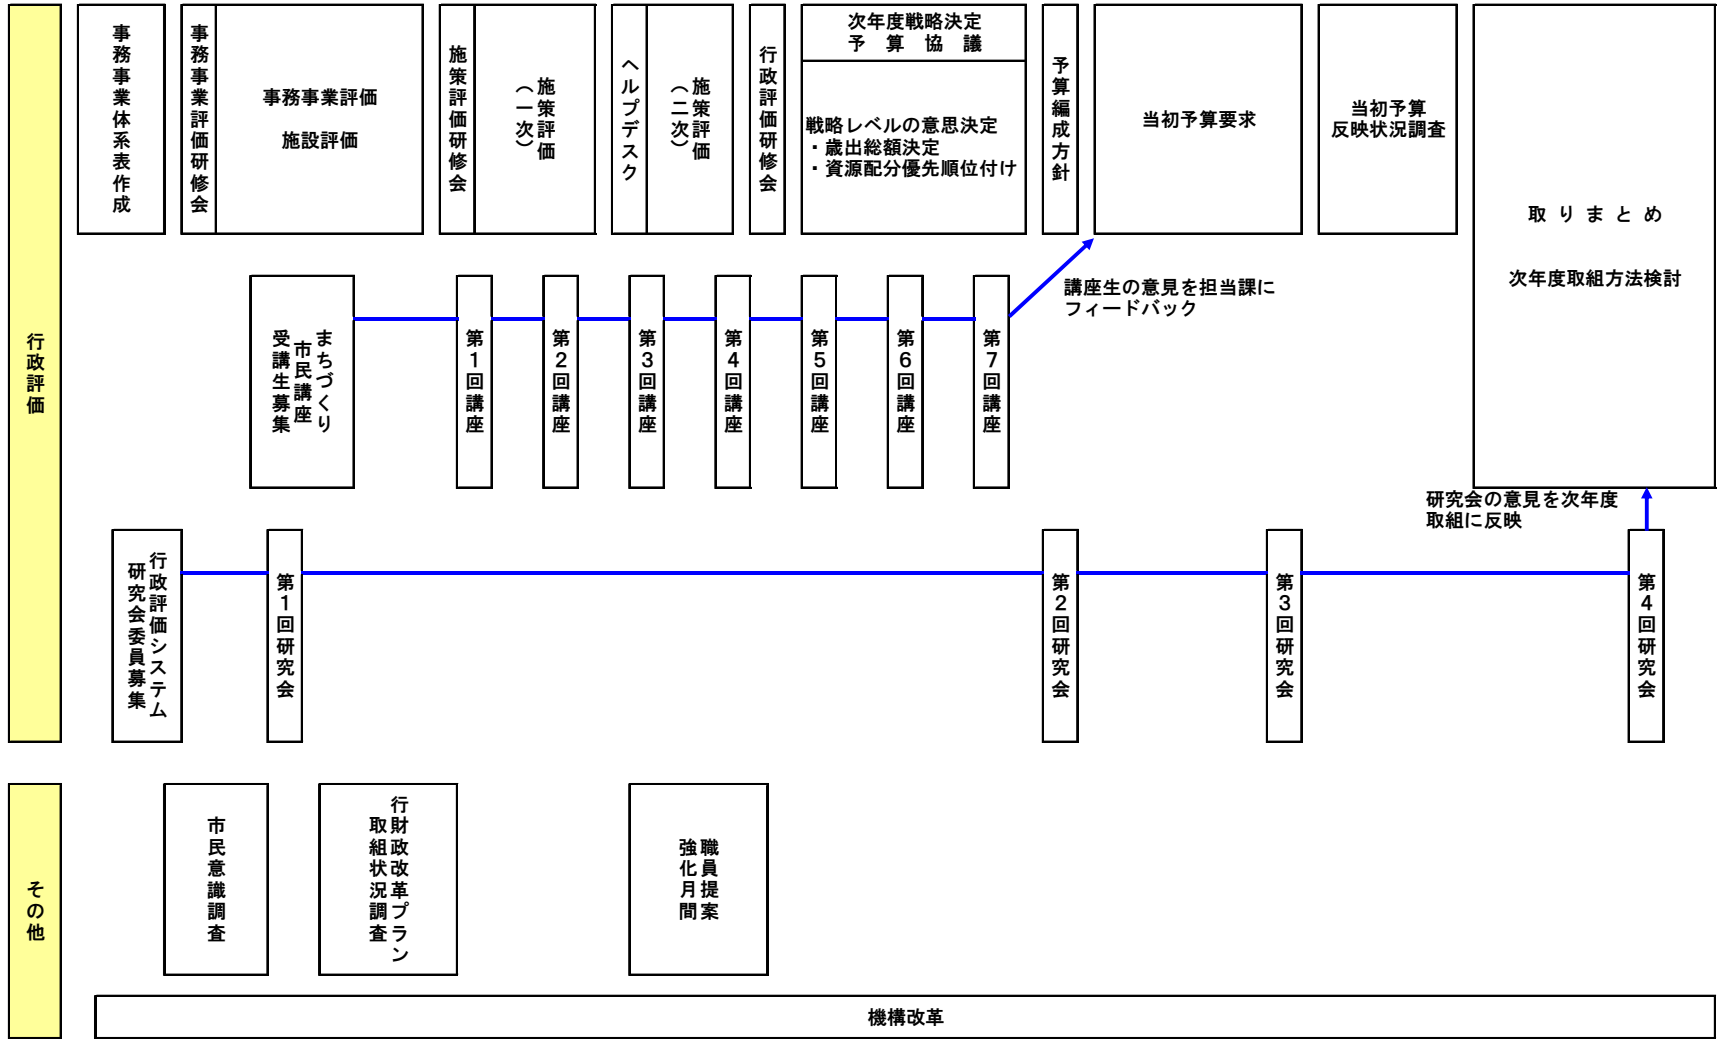 行政評価
事務事業体系表作成
事務事業評価研修会
事務事業評価
施設評価
施策評価研修会
施策評価
（一次）
ヘルプデスク
施策評価
（二次）
行政評価研修会
次年度戦略決定
予 算 協 議
戦略レベルの意思決定
・歳出総額決定
・資源配分優先順位付け
予算編成方針
当初予算要求
当初予算
反映状況調査
取 り ま と め
次年度取組方法検討
まちづくり
市民講座
受講生募集
第１回講座
第２回講座
第３回講座
第４回講座
第５回講座
第６回講座
第７回講座
講座生の意見を担当課に
フィードバック
行政評価システム
研究会委員募集
第１回研究会
第２回研究会
第３回研究会
第４回研究会
研究会の意見を次年度
取組に反映
その他
市民意識調査
行財政改革プラン
取組状況調査
職員提案
強化月間
機構改革